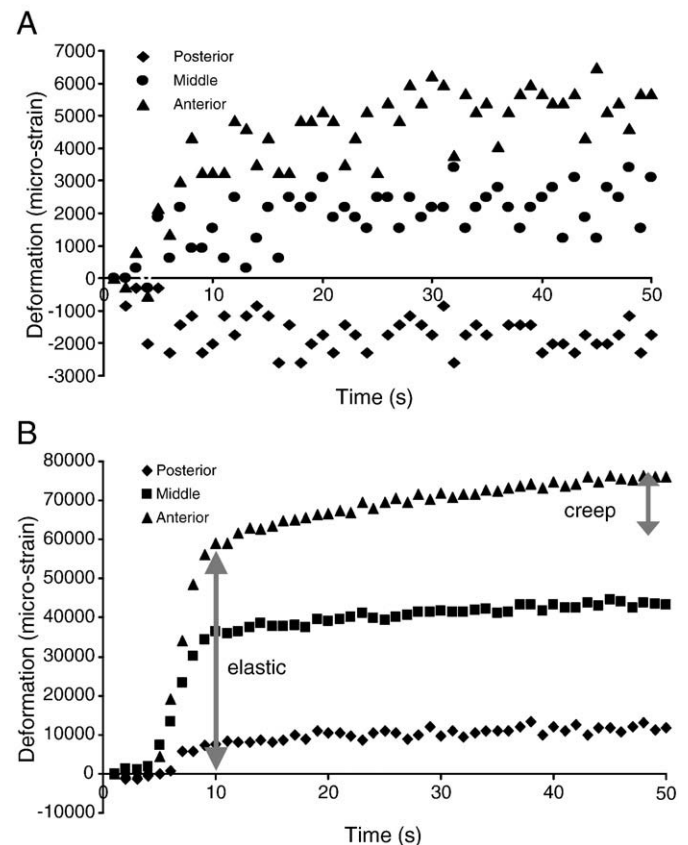 A
Deformation (micro-strain)
7000
6000
5000
4000
3000
2000
1000
0
-1000
-2000
-3000
Posterior
Middle
Anterior
0
10
20
30
40
50
Time (s)
B
Deformation (micro-strain)
80000
70000
60000
50000
40000
30000
20000
10000
0
-10000
Posterior
Middle
Anterior
elastic
creep
0
10
20
30
40
50
Time (s)